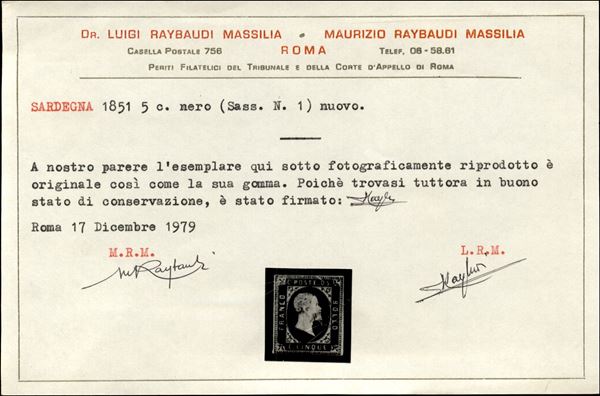 DR. LUIGI RAYBAUDI MASSILIA • MAURIZIO RAYBAUDI MASSILIA
CASELLA POSTALE 756 ROMA TELEF. 06 - 58.61
PERITI FILATELICI DEL TRIBUNALE E DELLA CORTE D'APPELLO DI ROMA
SARDEGNA 1851 5 c. nero (Sass. N. 1) nuovo.
A nostro parere l'esemplare qui sotto fotograficamente riprodotto è
originale così come la sua gomma. Poichè trovasi tuttora in buono
stato di conservazione, è stato firmato:
Roma 17 Dicembre 1979
M.R.M. L.R.M.
MRaybaudi
C. POSTE 05
FRANCO BOLLO
C. CINQUE